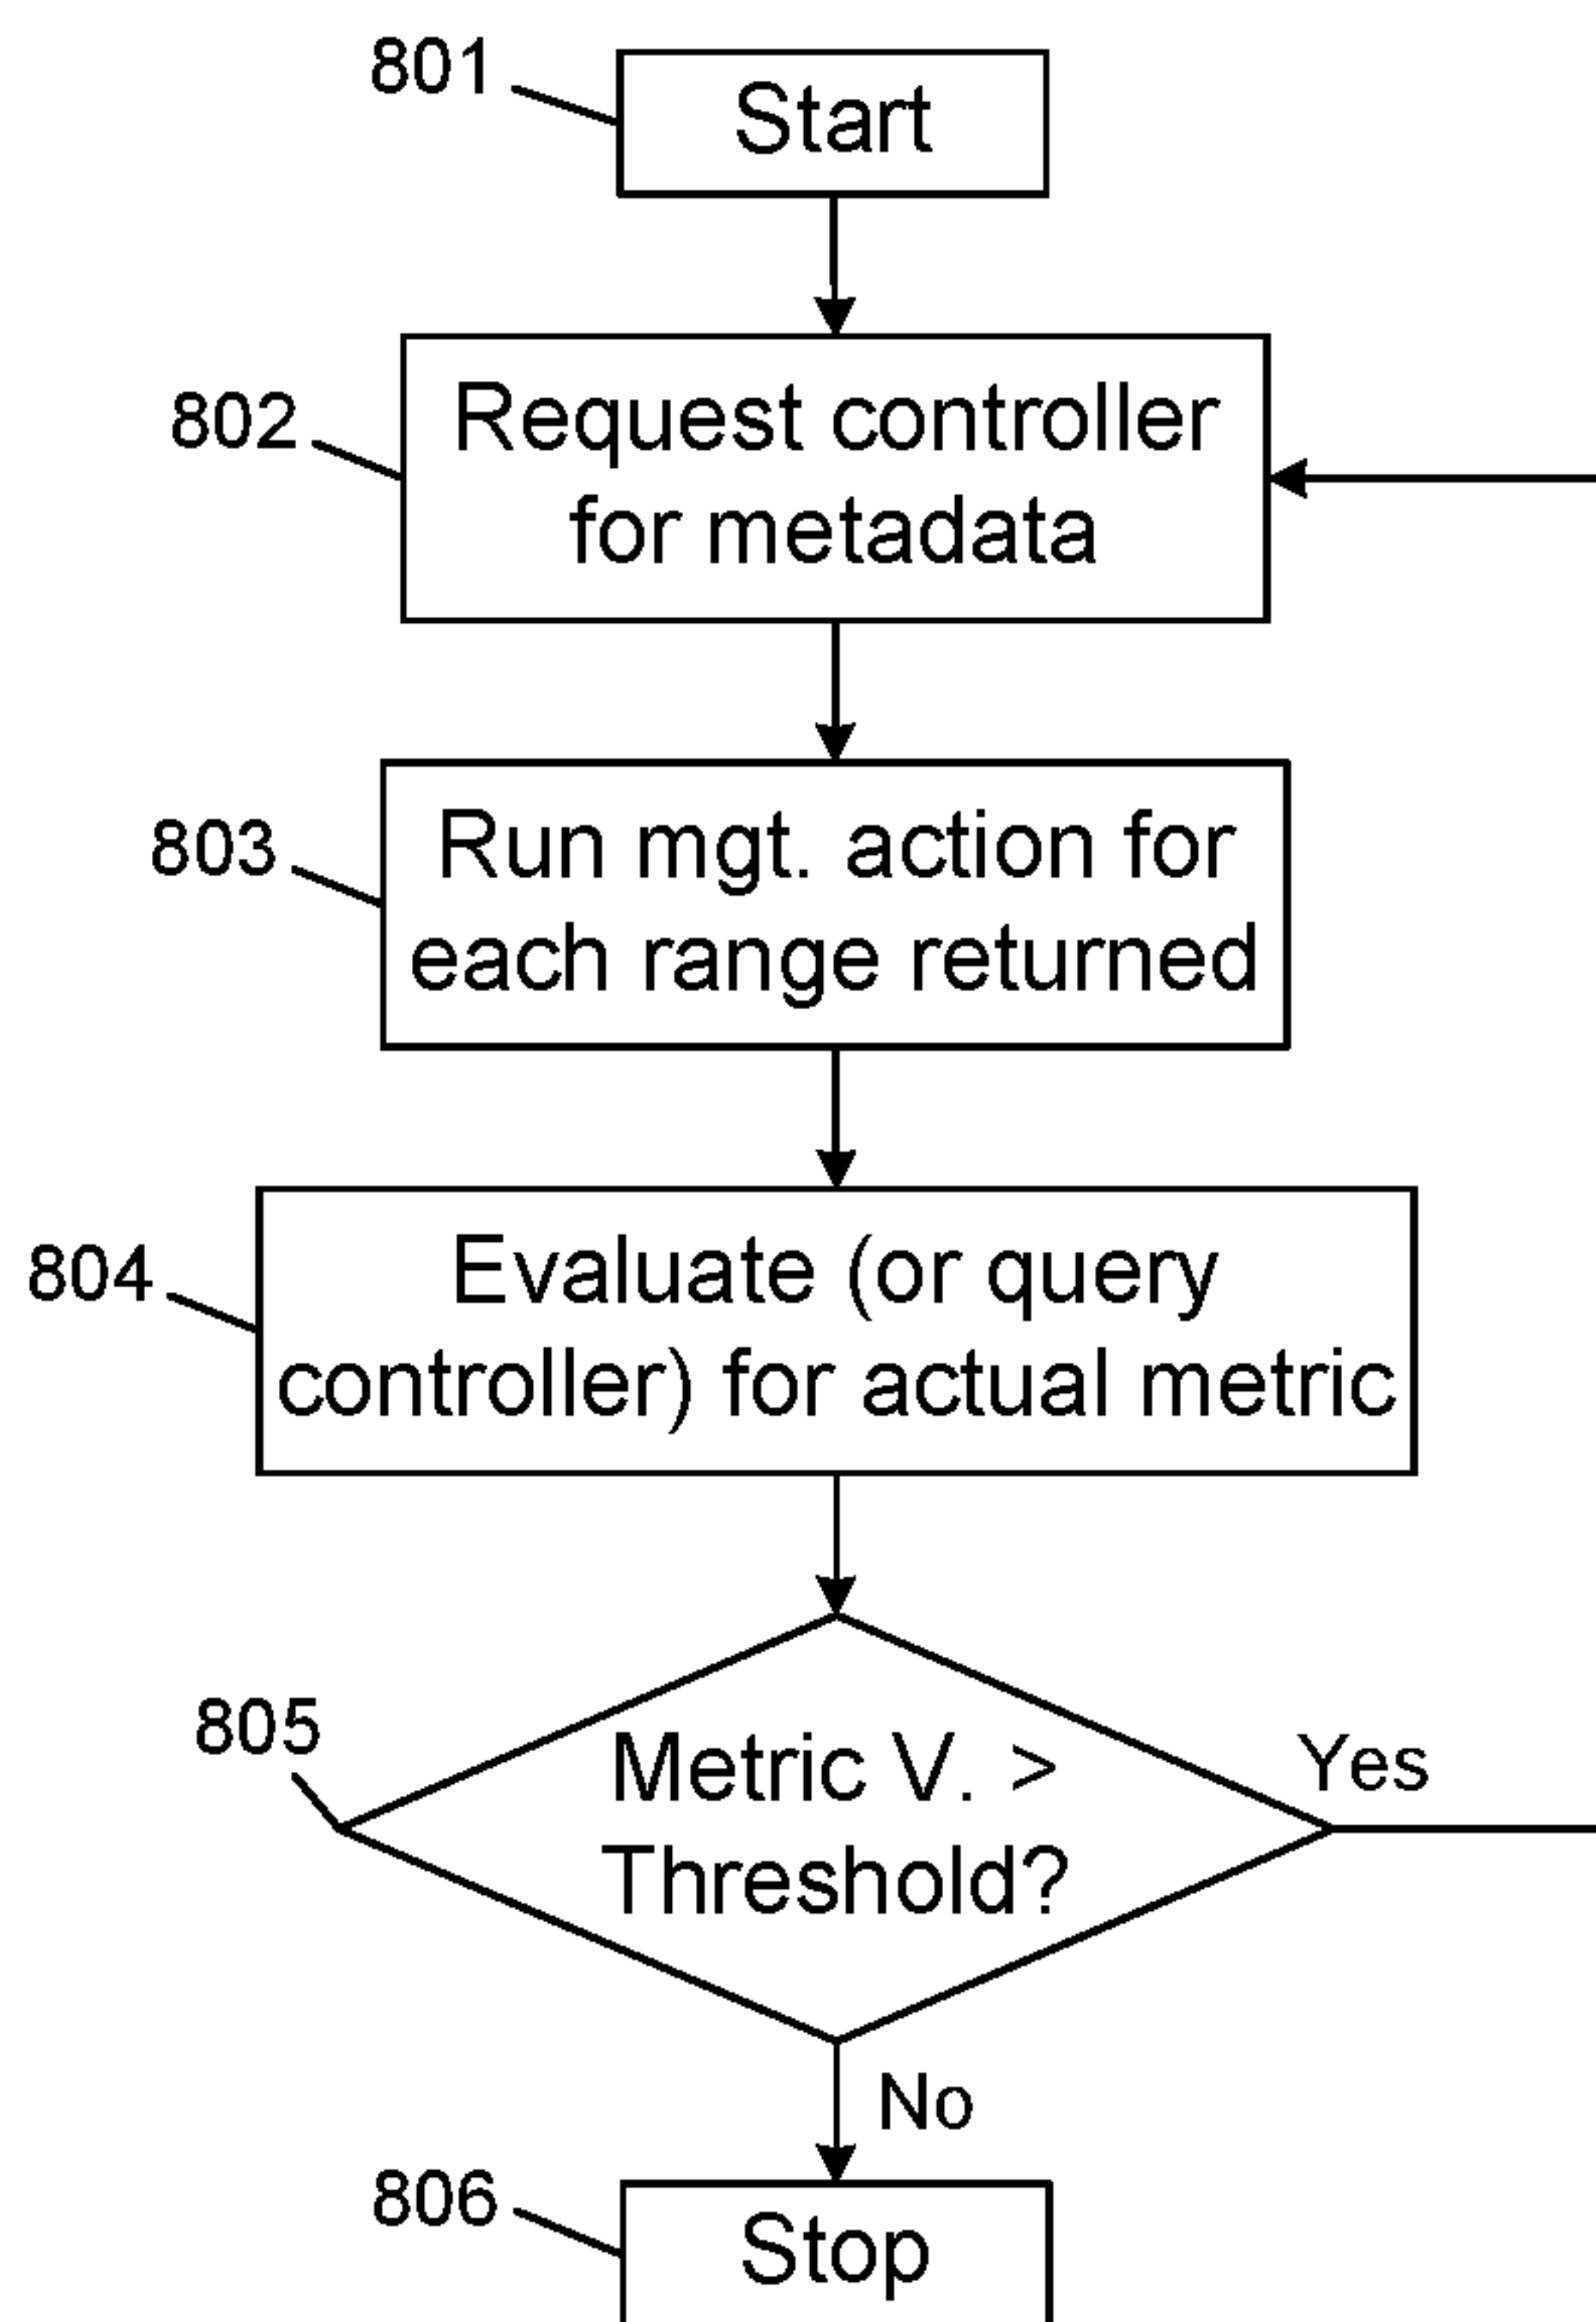 801
Start
802
Request controller
for metadata
803
Run mgt. action for
each range returned
804
Evaluate (or query
controller) for actual metric
805
Metric V. >
Threshold?
Yes
No
806
Stop